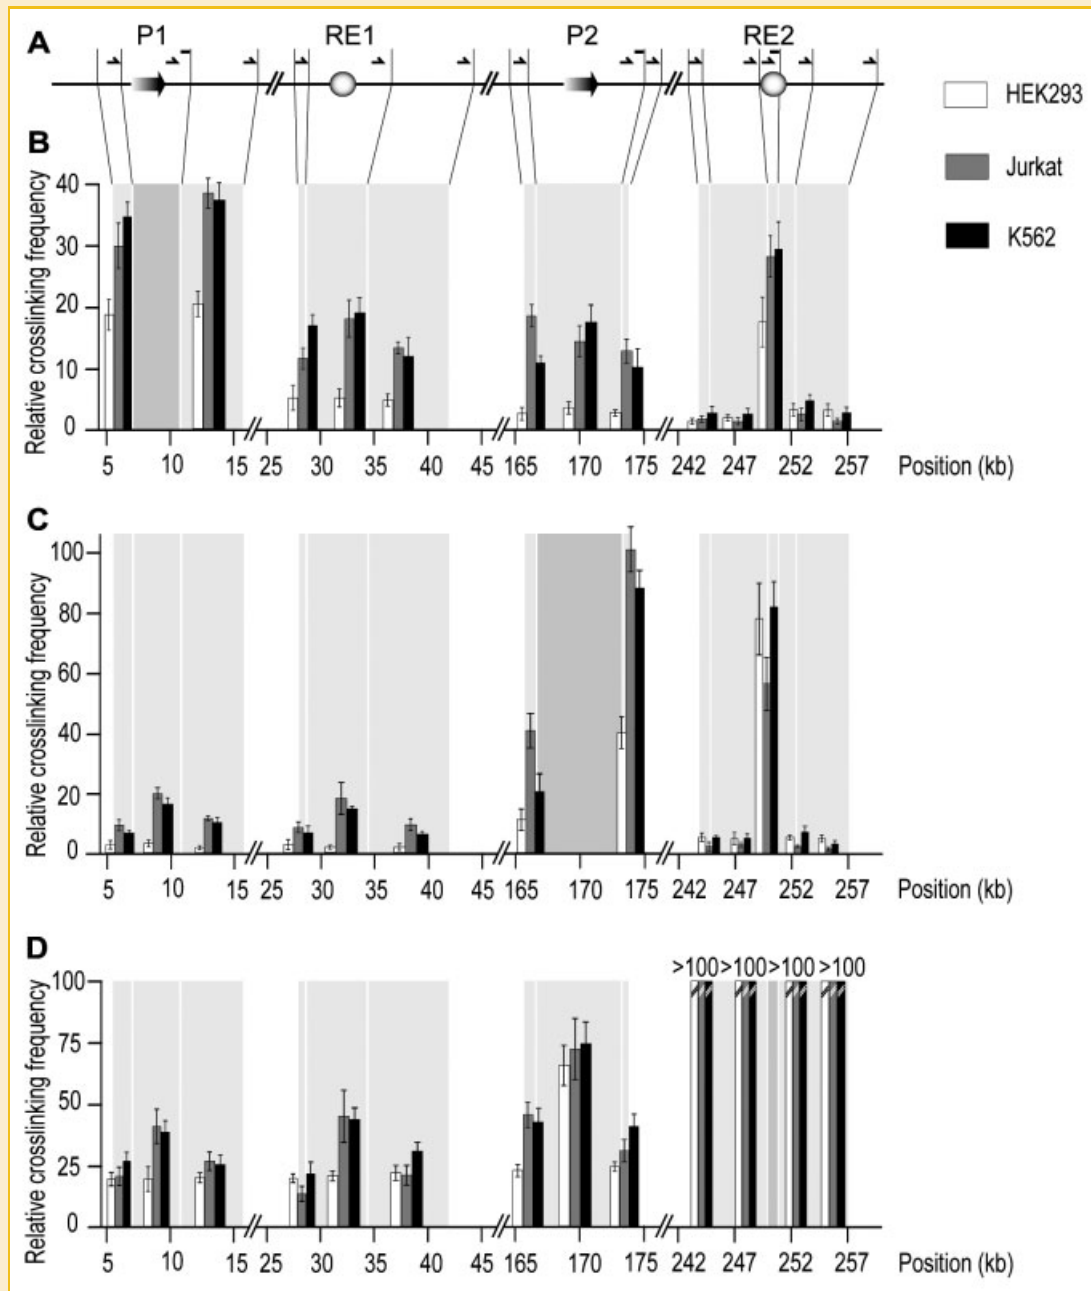 A P1 RE1 P2 RE2
HEK293
Jurkat
K562
B
Relative crosslinking frequency
40
30
20
10
0
5 10 15 25 30 35 40 45 165 170 175 242 247 252 257 Position (kb)
C
Relative crosslinking frequency
100
80
60
40
20
0
5 10 15 25 30 35 40 45 165 170 175 242 247 252 257 Position (kb)
D
Relative crosslinking frequency
>100 >100 >100 >100
100
75
50
25
0
5 10 15 25 30 35 40 45 165 170 175 242 247 252 257 Position (kb)